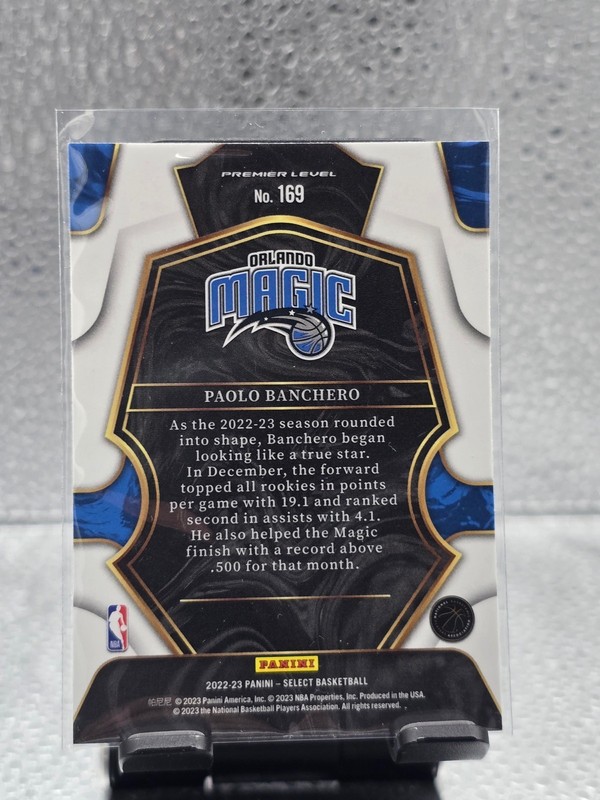 PREMIER LEVEL
No. 169
ORLANDO
MAGIC
PAOLO BANCHERO
As the 2022-23 season rounded
into shape, Banchero began
looking like a true star.
In December, the forward
topped all rookies in points
per game with 19.1 and ranked
second in assists with 4.1.
He also helped the Magic
finish with a record above
.500 for that month.
NBA
PANINI
2022-23 PANINI – SELECT BASKETBALL
帕尼尼 © 2023 Panini America, Inc. © 2023 NBA Properties, Inc. Produced in the USA.
© 2023 the National Basketball Players Association. All rights reserved.